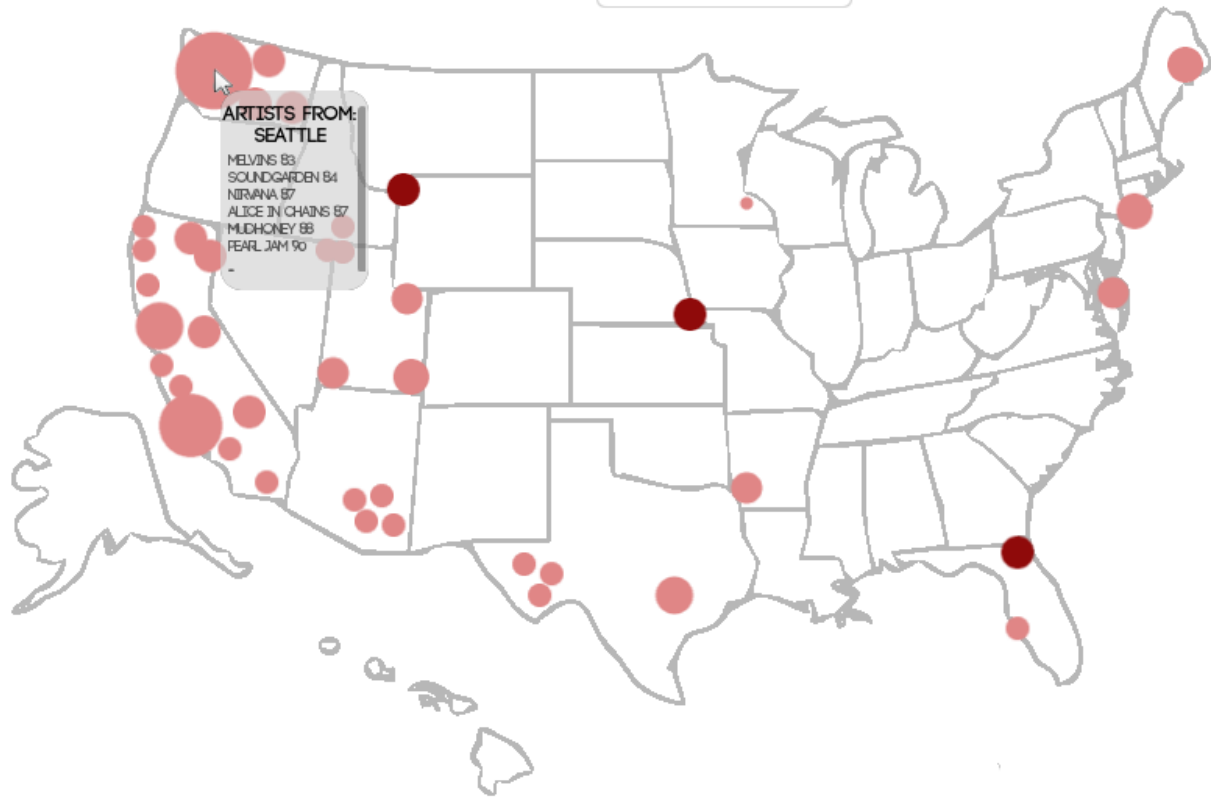 ARTISTS FROM:
SEATTLE
MELVINS 83
SOUNDGARDEN 84
NIRVANA 87
ALICE IN CHAINS 87
MUDHONEY 88
PEARL JAM 90
-